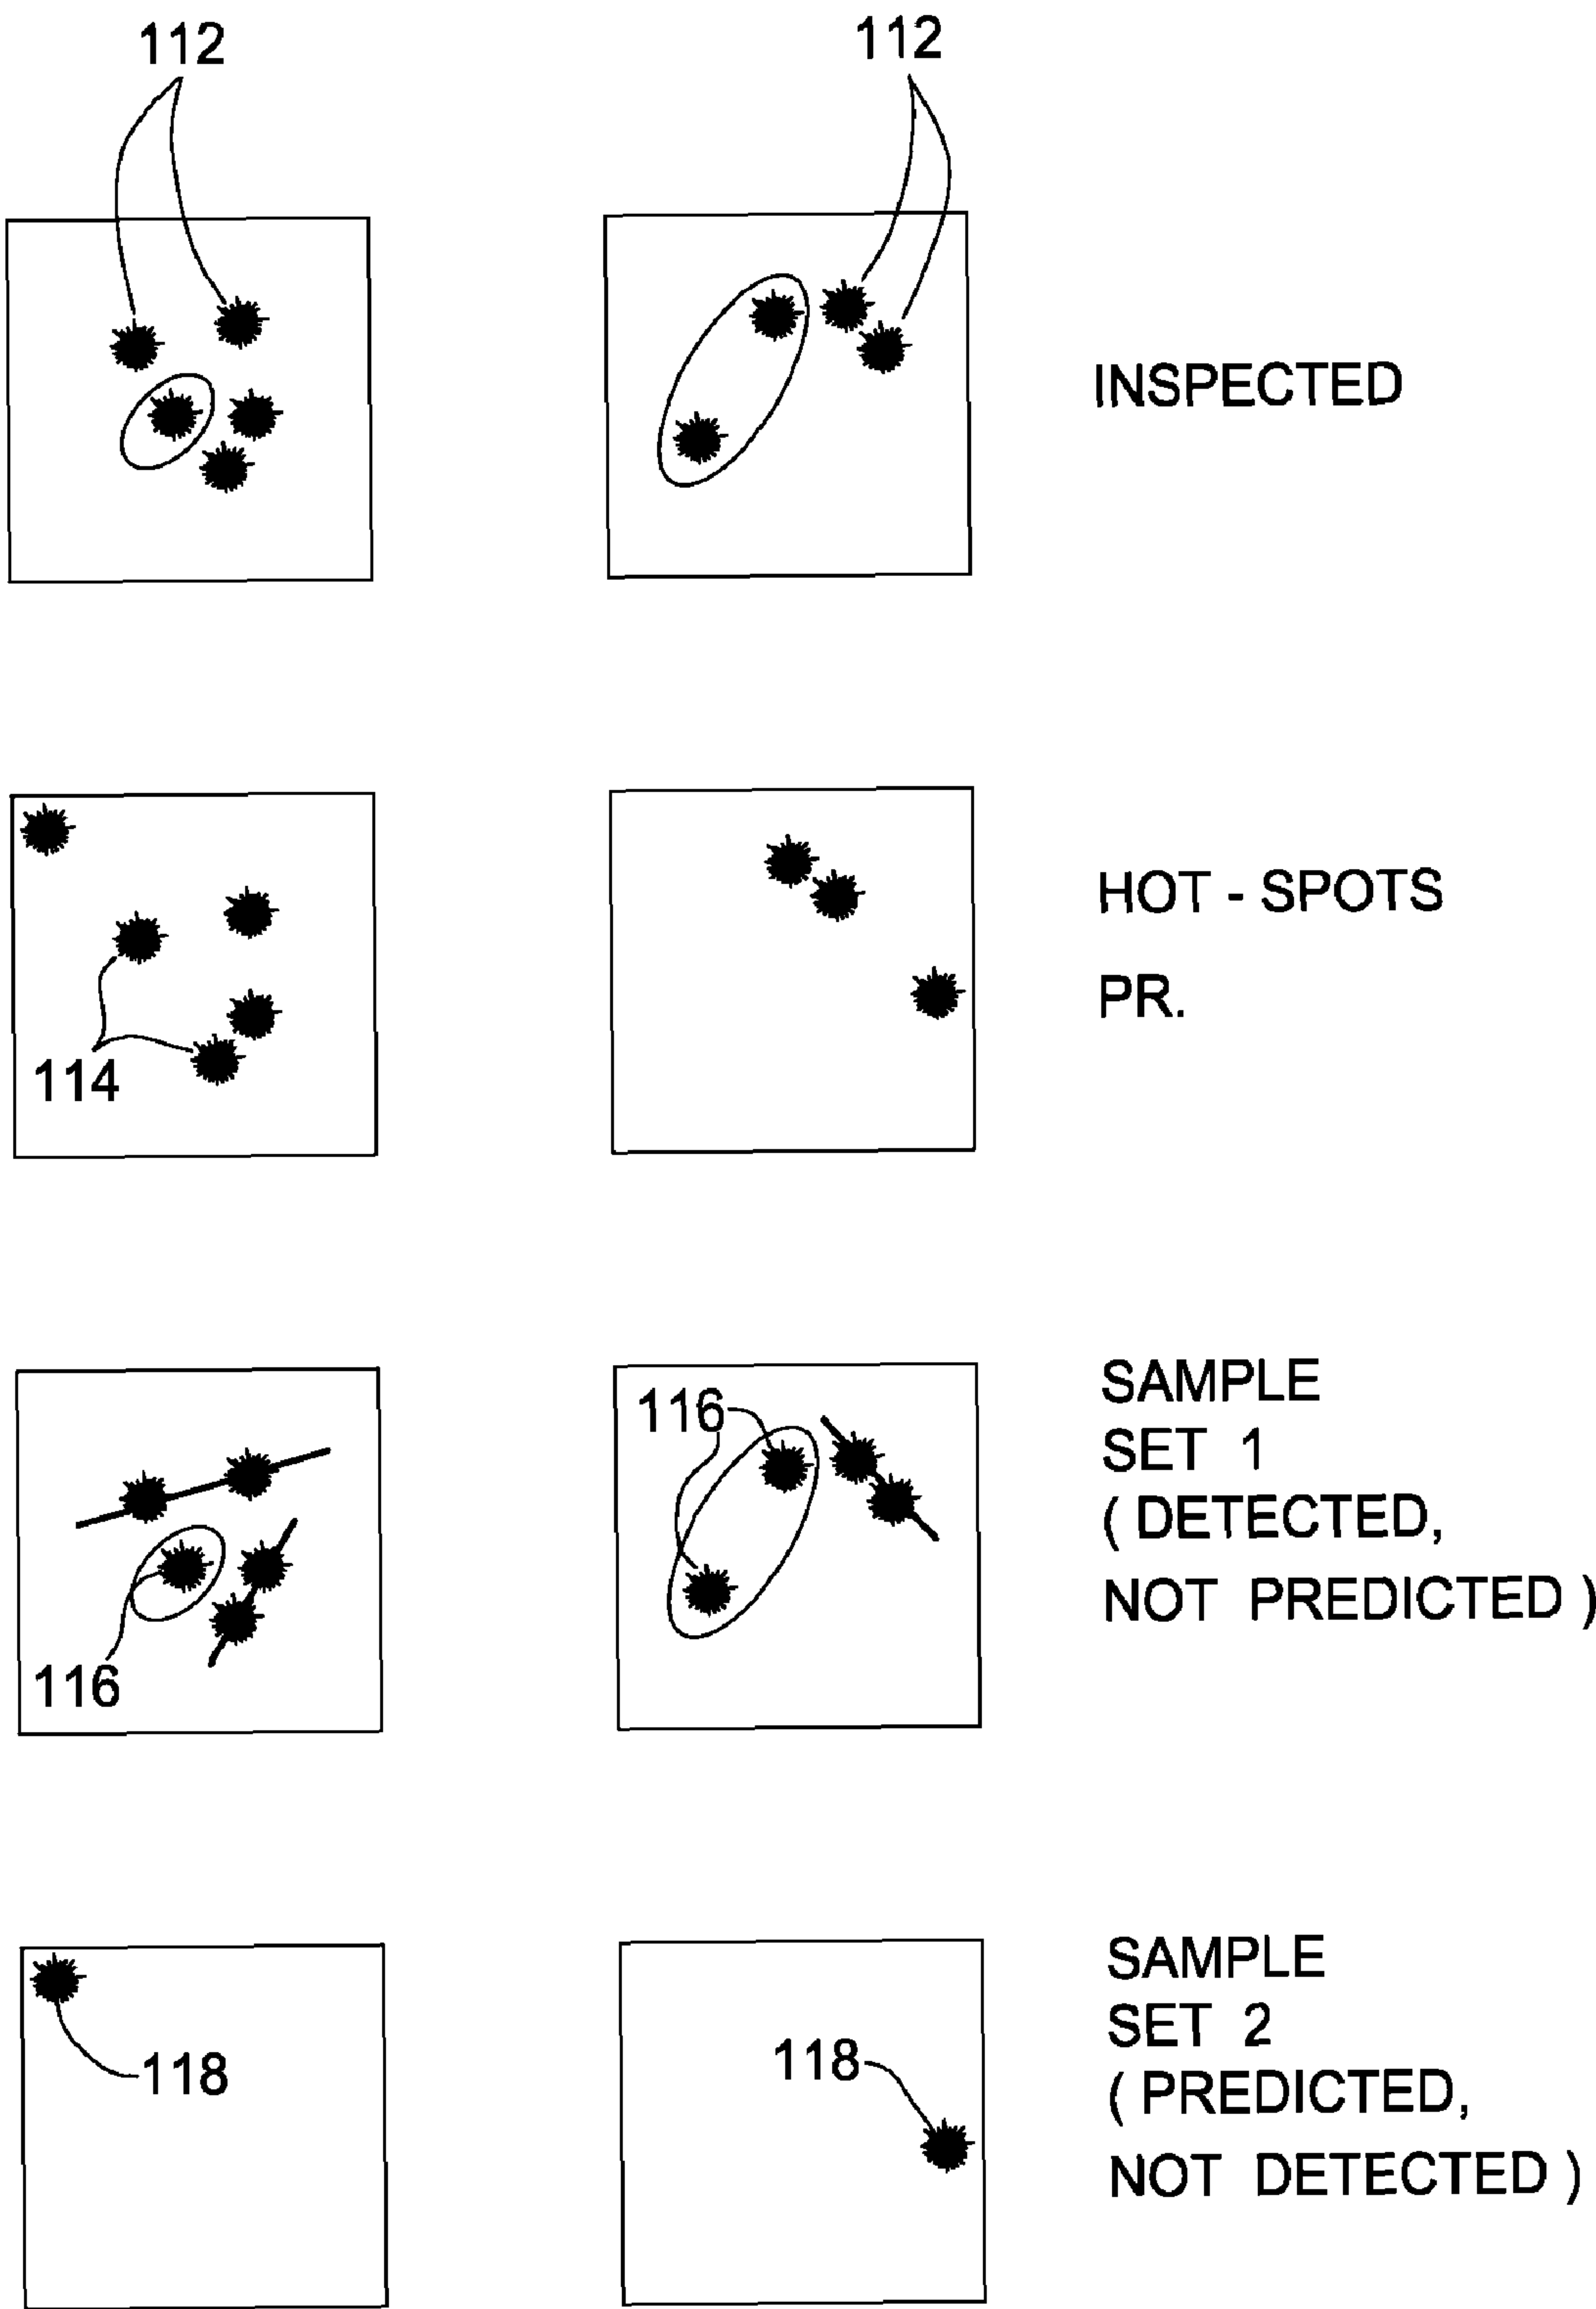 112
112
INSPECTED
HOT - SPOTS
PR.
114
SAMPLE
SET 1
( DETECTED,
NOT PREDICTED )
116
116
SAMPLE
SET 2
( PREDICTED,
NOT DETECTED )
118
118